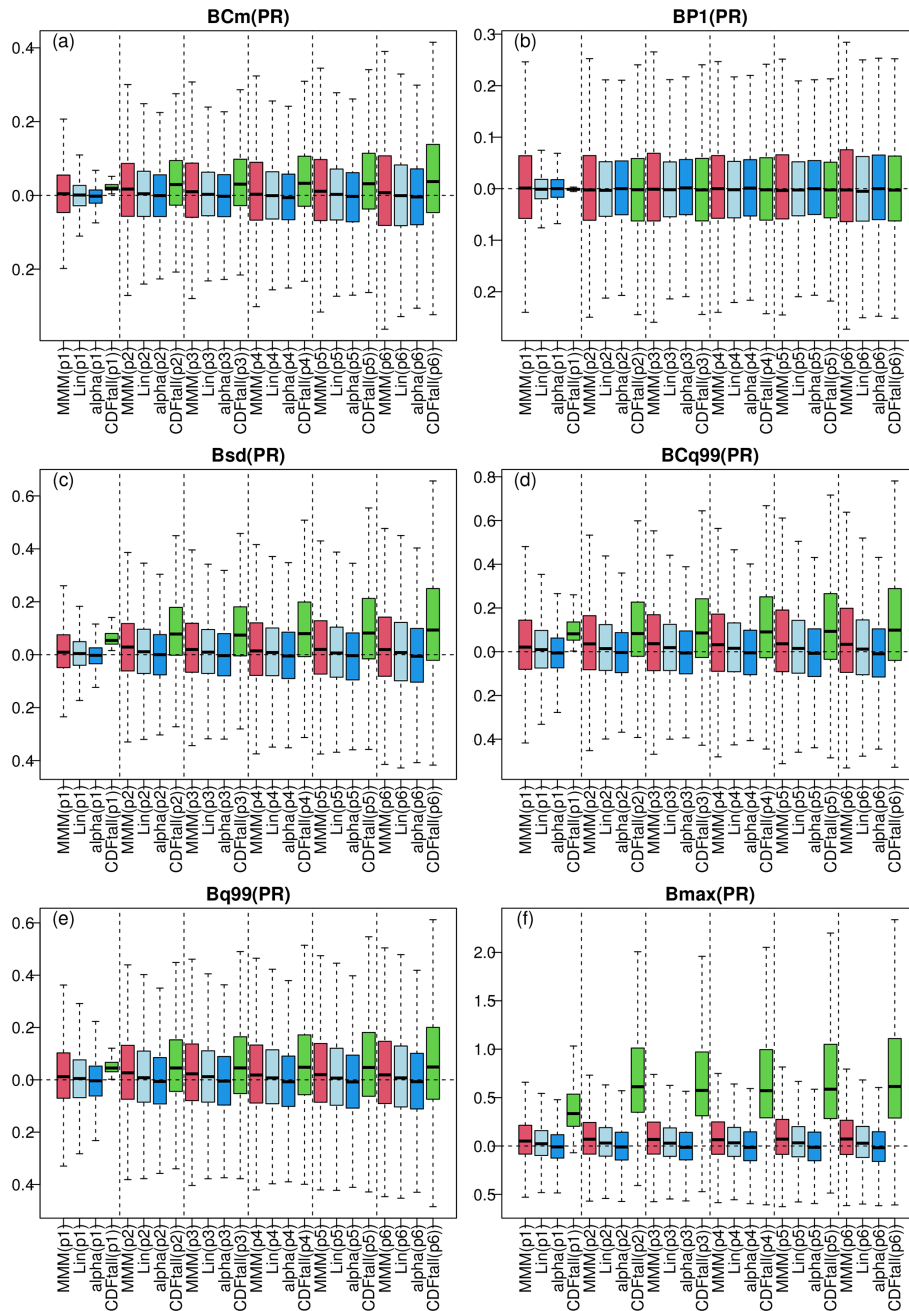 BCm(PR)
(a)
0.4
0.2
0.0
0.2
MMM(p1)
Lin(p1)
alpha(p1)
CDFtall(p1))
MMM(p2)
Lin(p2)
alpha(p2)
CDFtall(p2))
MMM(p3)
Lin(p3)
alpha(p3)
CDFtall(p3))
MMM(p4)
Lin(p4)
alpha(p4)
CDFtall(p4))
MMM(p5)
Lin(p5)
alpha(p5)
CDFtall(p5))
MMM(p6)
Lin(p6)
alpha(p6)
CDFtall(p6))
BP1(PR)
(b)
0.3
0.2
0.1
0.0
0.1
0.2
MMM(p1)
Lin(p1)
alpha(p1)
CDFtall(p1))
MMM(p2)
Lin(p2)
alpha(p2)
CDFtall(p2))
MMM(p3)
Lin(p3)
alpha(p3)
CDFtall(p3))
MMM(p4)
Lin(p4)
alpha(p4)
CDFtall(p4))
MMM(p5)
Lin(p5)
alpha(p5)
CDFtall(p5))
MMM(p6)
Lin(p6)
alpha(p6)
CDFtall(p6))
Bsd(PR)
(c)
0.6
0.4
0.2
0.0
0.2
0.4
MMM(p1)
Lin(p1)
alpha(p1)
CDFtall(p1))
MMM(p2)
Lin(p2)
alpha(p2)
CDFtall(p2))
MMM(p3)
Lin(p3)
alpha(p3)
CDFtall(p3))
MMM(p4)
Lin(p4)
alpha(p4)
CDFtall(p4))
MMM(p5)
Lin(p5)
alpha(p5)
CDFtall(p5))
MMM(p6)
Lin(p6)
alpha(p6)
CDFtall(p6))
BCq99(PR)
(d)
0.8
0.6
0.4
0.2
0.0
0.2
0.4
MMM(p1)
Lin(p1)
alpha(p1)
CDFtall(p1))
MMM(p2)
Lin(p2)
alpha(p2)
CDFtall(p2))
MMM(p3)
Lin(p3)
alpha(p3)
CDFtall(p3))
MMM(p4)
Lin(p4)
alpha(p4)
CDFtall(p4))
MMM(p5)
Lin(p5)
alpha(p5)
CDFtall(p5))
MMM(p6)
Lin(p6)
alpha(p6)
CDFtall(p6))
Bq99(PR)
(e)
0.6
0.4
0.2
0.0
0.2
0.4
MMM(p1)
Lin(p1)
alpha(p1)
CDFtall(p1))
MMM(p2)
Lin(p2)
alpha(p2)
CDFtall(p2))
MMM(p3)
Lin(p3)
alpha(p3)
CDFtall(p3))
MMM(p4)
Lin(p4)
alpha(p4)
CDFtall(p4))
MMM(p5)
Lin(p5)
alpha(p5)
CDFtall(p5))
MMM(p6)
Lin(p6)
alpha(p6)
CDFtall(p6))
Bmax(PR)
(f)
2.0
1.5
1.0
0.5
0.0
0.5
MMM(p1)
Lin(p1)
alpha(p1)
CDFtall(p1))
MMM(p2)
Lin(p2)
alpha(p2)
CDFtall(p2))
MMM(p3)
Lin(p3)
alpha(p3)
CDFtall(p3))
MMM(p4)
Lin(p4)
alpha(p4)
CDFtall(p4))
MMM(p5)
Lin(p5)
alpha(p5)
CDFtall(p5))
MMM(p6)
Lin(p6)
alpha(p6)
CDFtall(p6))